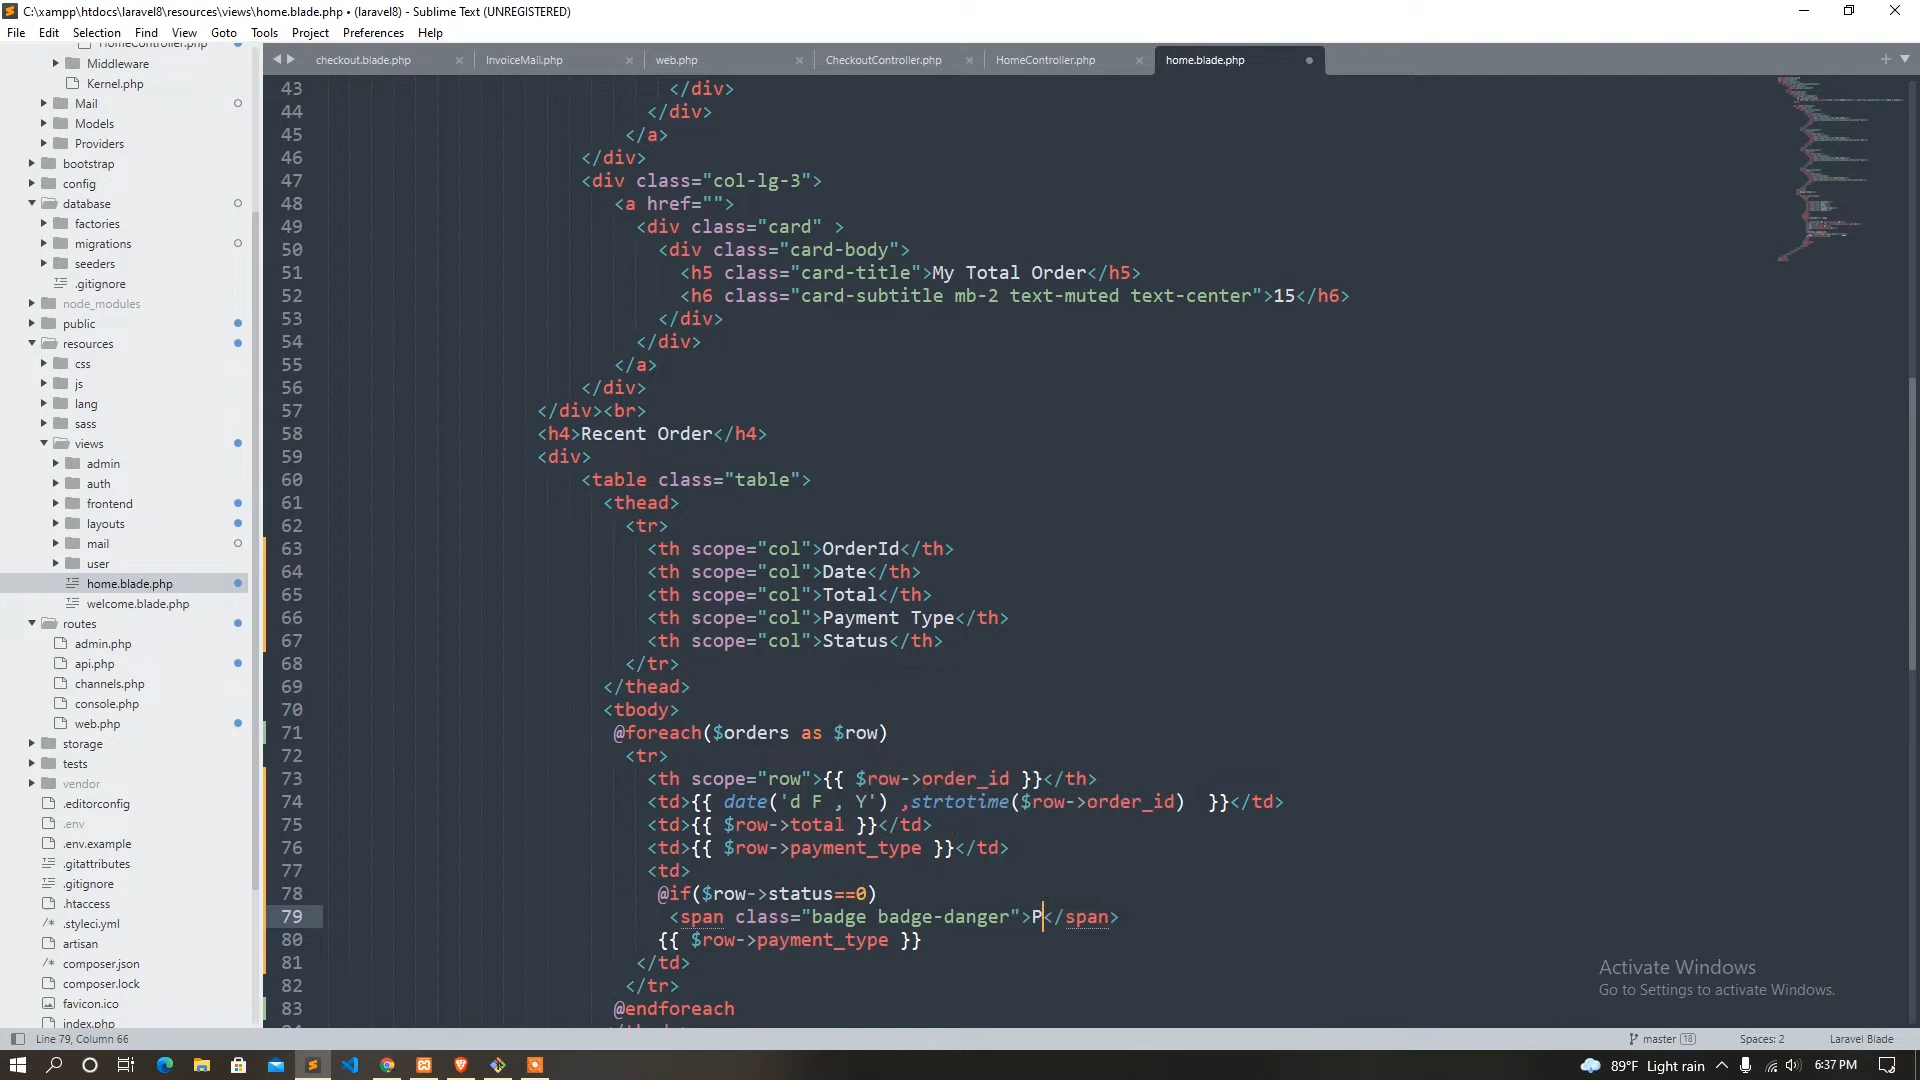 C:\xampp\htdocs\laravel8\resources\views\home.blade.php • (laravel8) - Sublime Text (UNREGISTERED)
File Edit Selection Find View Goto Tools Project Preferences Help
checkout.blade.php InvoiceMail.php web.php CheckoutController.php HomeController.php home.blade.php
HomeController.php
Middleware
Kernel.php
Mail
Models
Providers
bootstrap
config
database
factories
migrations
seeders
.gitignore
node_modules
public
resources
css
js
lang
sass
views
admin
auth
frontend
layouts
mail
user
home.blade.php
welcome.blade.php
routes
admin.php
api.php
channels.php
console.php
web.php
storage
tests
vendor
.editorconfig
.env
.env.example
.gitattributes
.gitignore
.htaccess
.styleci.yml
artisan
composer.json
composer.lock
favicon.ico
index.php
43 </div>
44 </div>
45 </a>
46 </div>
47 <div class="col-lg-3">
48 <a href="">
49 <div class="card" >
50 <div class="card-body">
51 <h5 class="card-title">My Total Order</h5>
52 <h6 class="card-subtitle mb-2 text-muted text-center">15</h6>
53 </div>
54 </div>
55 </a>
56 </div>
57 </div><br>
58 <h4>Recent Order</h4>
59 <div>
60 <table class="table">
61 <thead>
62 <tr>
63 <th scope="col">OrderId</th>
64 <th scope="col">Date</th>
65 <th scope="col">Total</th>
66 <th scope="col">Payment Type</th>
67 <th scope="col">Status</th>
68 </tr>
69 </thead>
70 <tbody>
71 @foreach($orders as $row)
72 <tr>
73 <th scope="row">{{ $row->order_id }}</th>
74 <td>{{ date('d F , Y') ,strtotime($row->order_id)  }}</td>
75 <td>{{ $row->total }}</td>
76 <td>{{ $row->payment_type }}</td>
77 <td>
78 @if($row->status==0)
79 <span class="badge badge-danger">P</span>
80 {{ $row->payment_type }}
81 </td>
82 </tr>
83 @endforeach
Activate Windows
Go to Settings to activate Windows.
Line 79, Column 66 master 18 Spaces: 2 Laravel Blade
89°F Light rain 6:37 PM